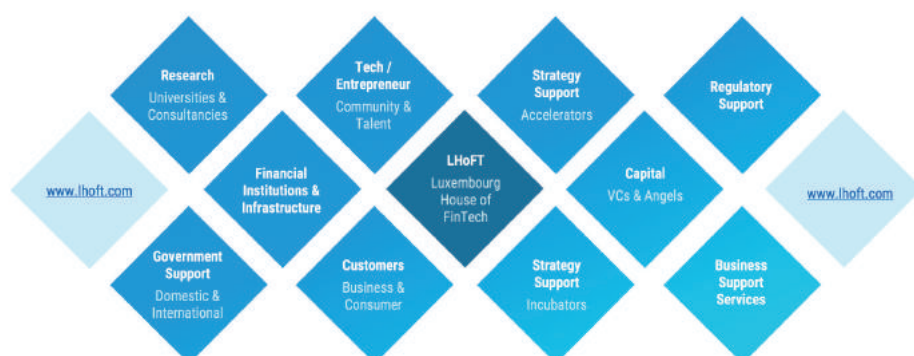 Research
Universities &
Consultancies
Tech /
Entrepreneur
Community &
Talent
Strategy
Support
Accelerators
Regulatory
Support
www.lhoft.com
Financial
Institutions &
Infrastructure
LHoFT
Luxembourg
House of
FinTech
Capital
VCs & Angels
www.lhoft.com
Government
Support
Domestic &
International
Customers
Business &
Consumer
Strategy
Support
Incubators
Business
Support
Services